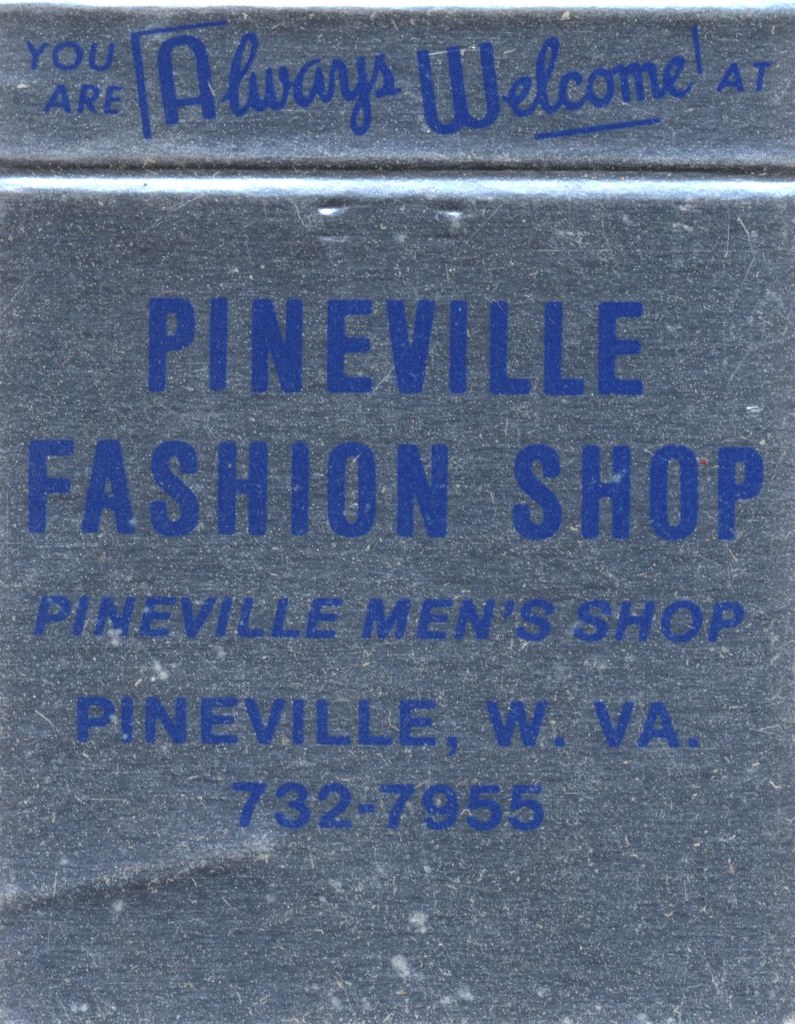 YOU ARE Always Welcome! AT
PINEVILLE
FASHION SHOP
PINEVILLE MEN'S SHOP
PINEVILLE, W. VA.
732-7955